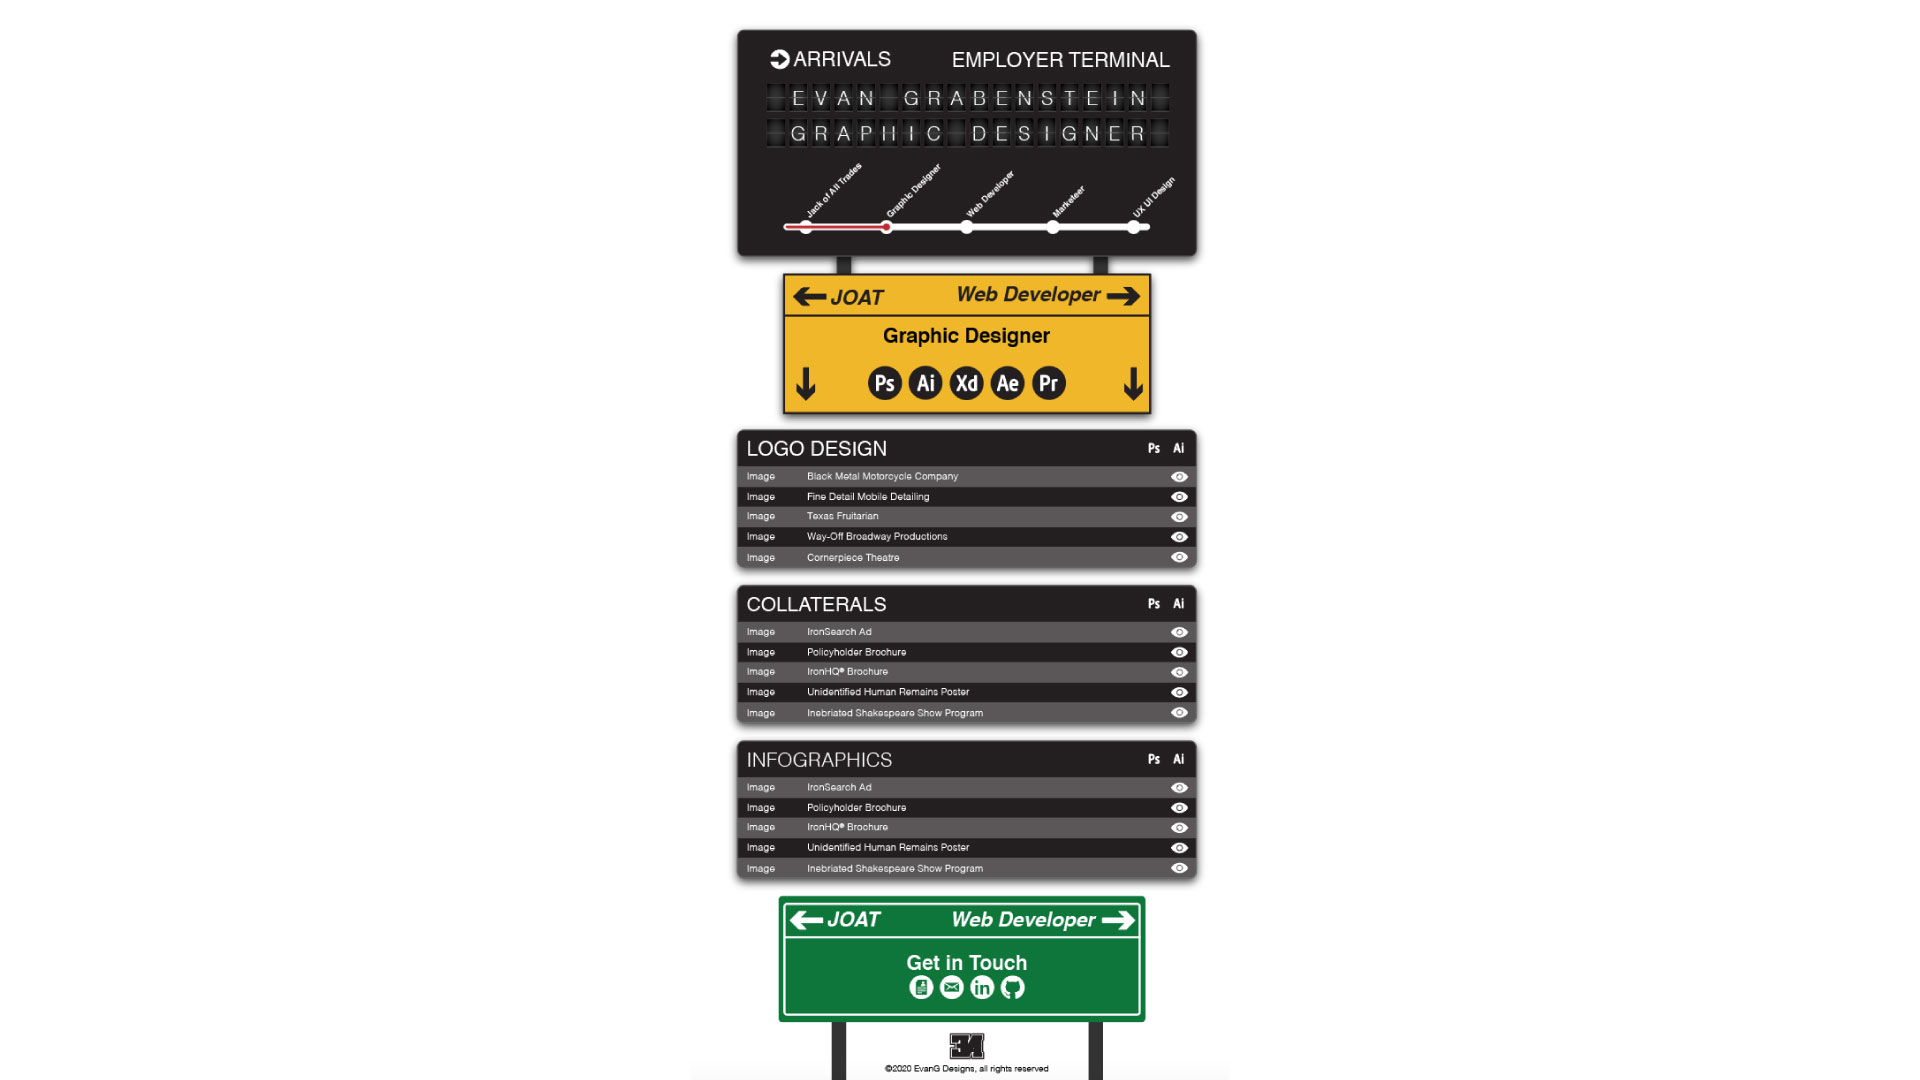 ARRIVALS
EMPLOYER TERMINAL
EVAN GRABENSTEIN
GRAPHIC DESIGNER
Jack of All Trades
Graphic Designer
Web Developer
Marketeer
UX UI Design
JOAT
Web Developer
Graphic Designer
Ps Ai Xd Ae Pr
LOGO DESIGN Ps Ai
Image Black Metal Motorcycle Company
Image Fine Detail Mobile Detailing
Image Texas Fruitarian
Image Way-Off Broadway Productions
Image Cornerpiece Theatre
COLLATERALS Ps Ai
Image IronSearch Ad
Image Policyholder Brochure
Image IronHQ® Brochure
Image Unidentified Human Remains Poster
Image Inebriated Shakespeare Show Program
INFOGRAPHICS Ps Ai
Image IronSearch Ad
Image Policyholder Brochure
Image IronHQ® Brochure
Image Unidentified Human Remains Poster
Image Inebriated Shakespeare Show Program
JOAT
Web Developer
Get in Touch
in
©2020 EvanG Designs, all rights reserved